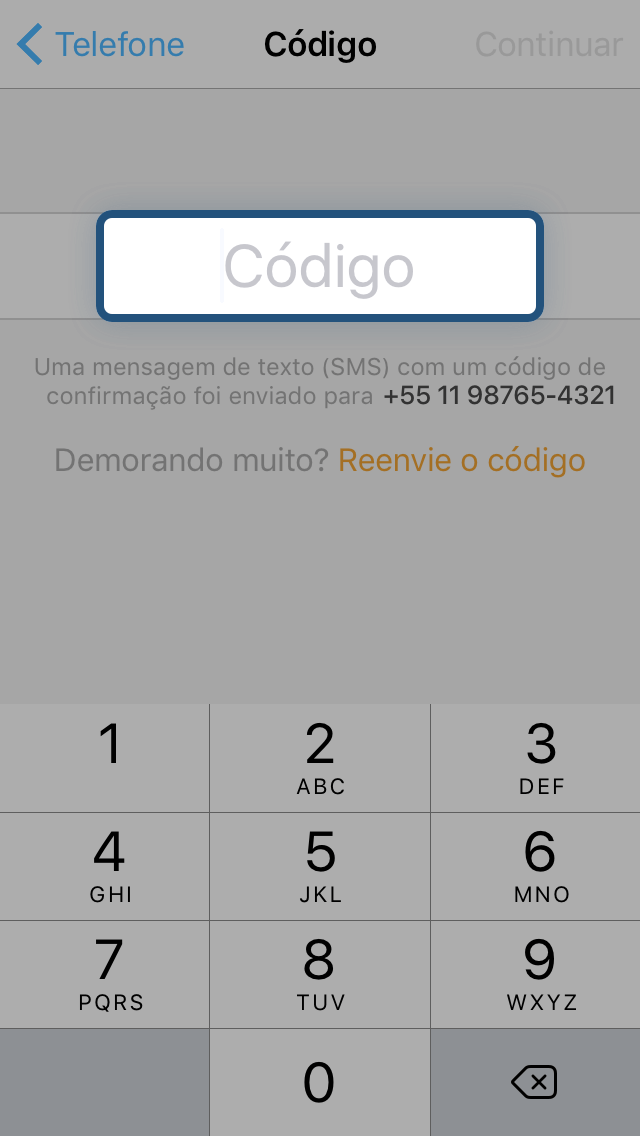 Telefone Código Continuar
Código
Uma mensagem de texto (SMS) com um código de
confirmação foi enviado para +55 11 98765-4321
Demorando muito? Reenvie o código
1 2 3
ABC DEF
4 5 6
GHI JKL MNO
7 8 9
PQRS TUV WXYZ
0